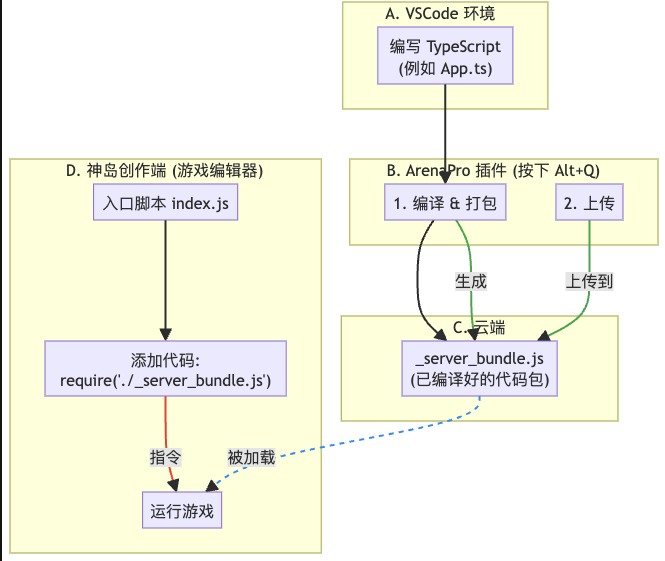 A. VSCode 环境
编写 TypeScript
(例如 App.ts)
B. ArenaPro 插件 (按下 Alt+Q)
1. 编译 & 打包
2. 上传
生成
上传到
C. 云端
_server_bundle.js
(已编译好的代码包)
D. 神岛创作端 (游戏编辑器)
入口脚本 index.js
添加代码:
require('./_server_bundle.js')
指令
被加载
运行游戏